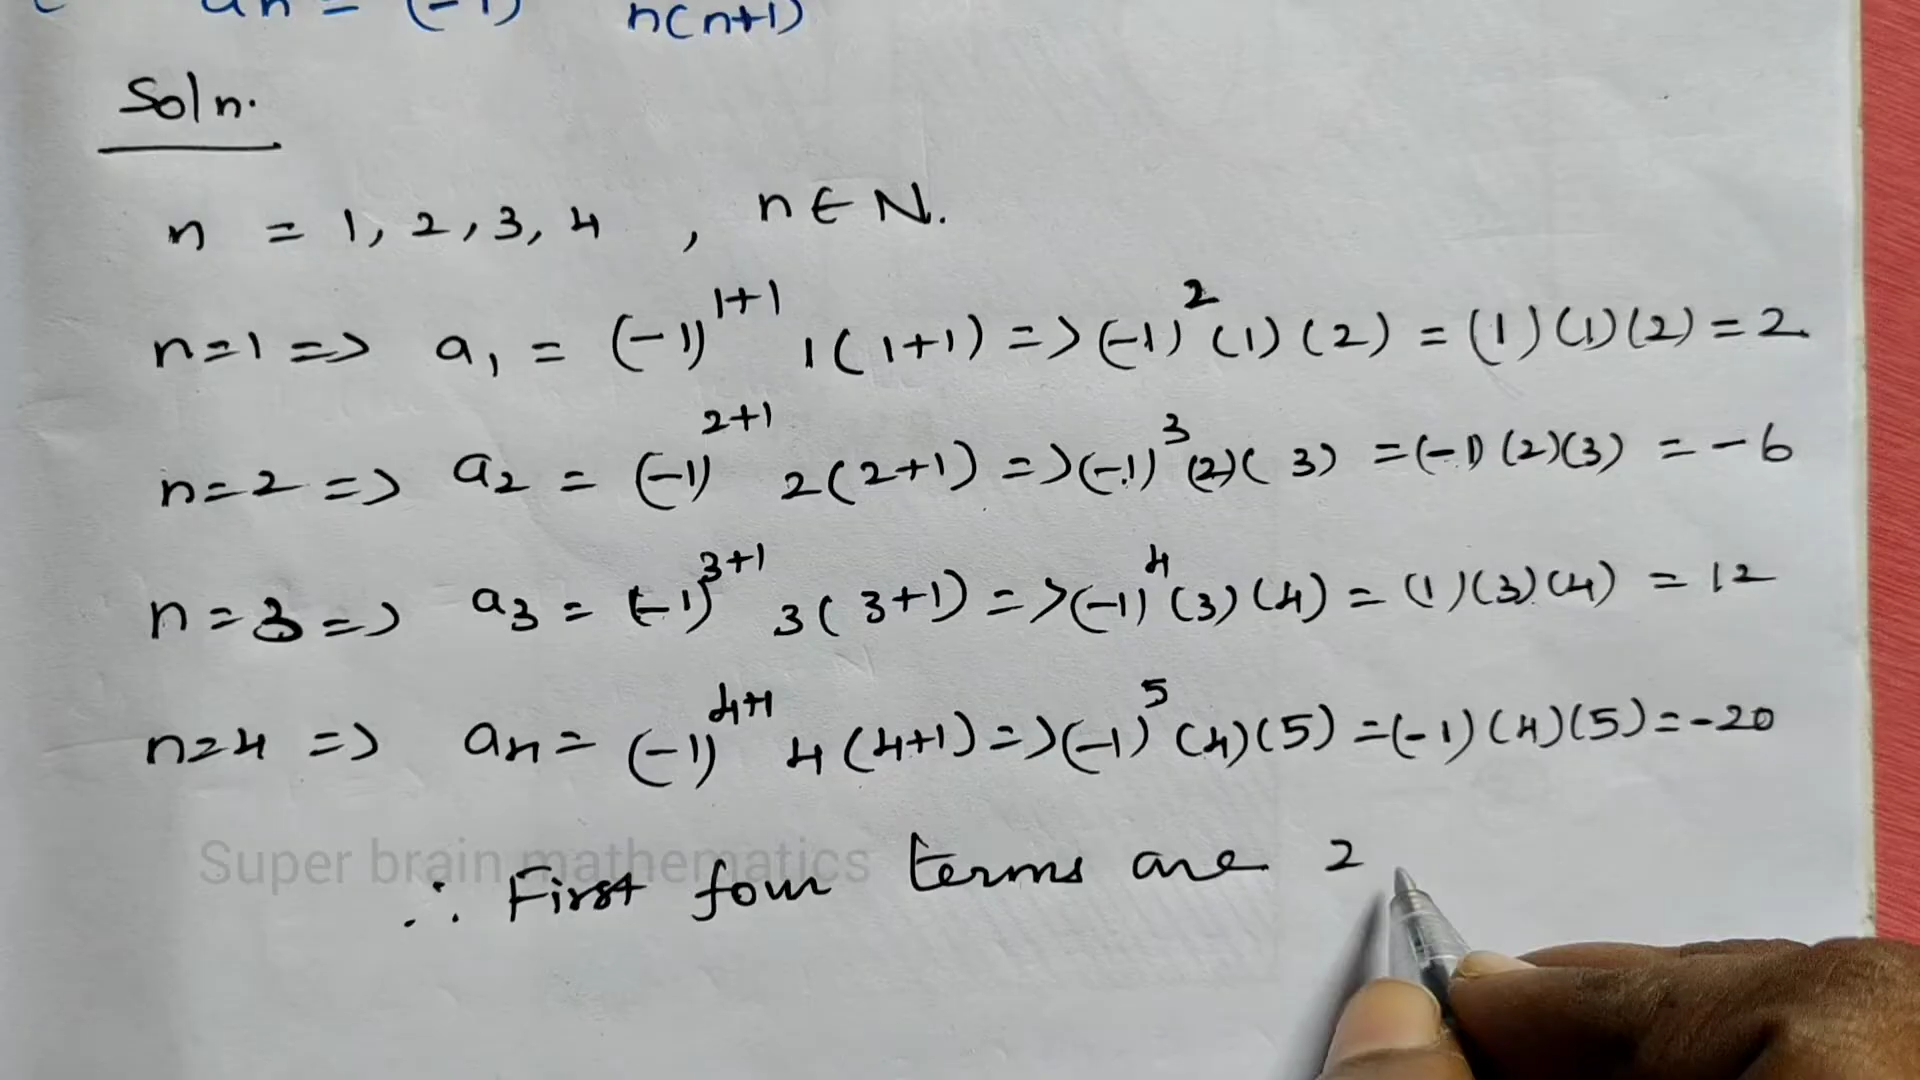 an = (-1) n(n+1)
Soln.
n = 1, 2, 3, 4 , n ∈ N.
n=1 => a₁ = (-1)¹⁺¹ 1(1+1) => (-1)² (1)(2) = (1)(1)(2) = 2
n=2 => a₂ = (-1)²⁺¹ 2(2+1) => (-1)³ (2)(3) = (-1)(2)(3) = -6
n=3 => a₃ = (-1)³⁺¹ 3(3+1) => (-1)⁴ (3)(4) = (1)(3)(4) = 12
n=4 => a₄ = (-1)⁴⁺¹ 4(4+1) => (-1)⁵ (4)(5) = (-1)(4)(5) = -20
Super brain mathematics
∴ First four terms are 2